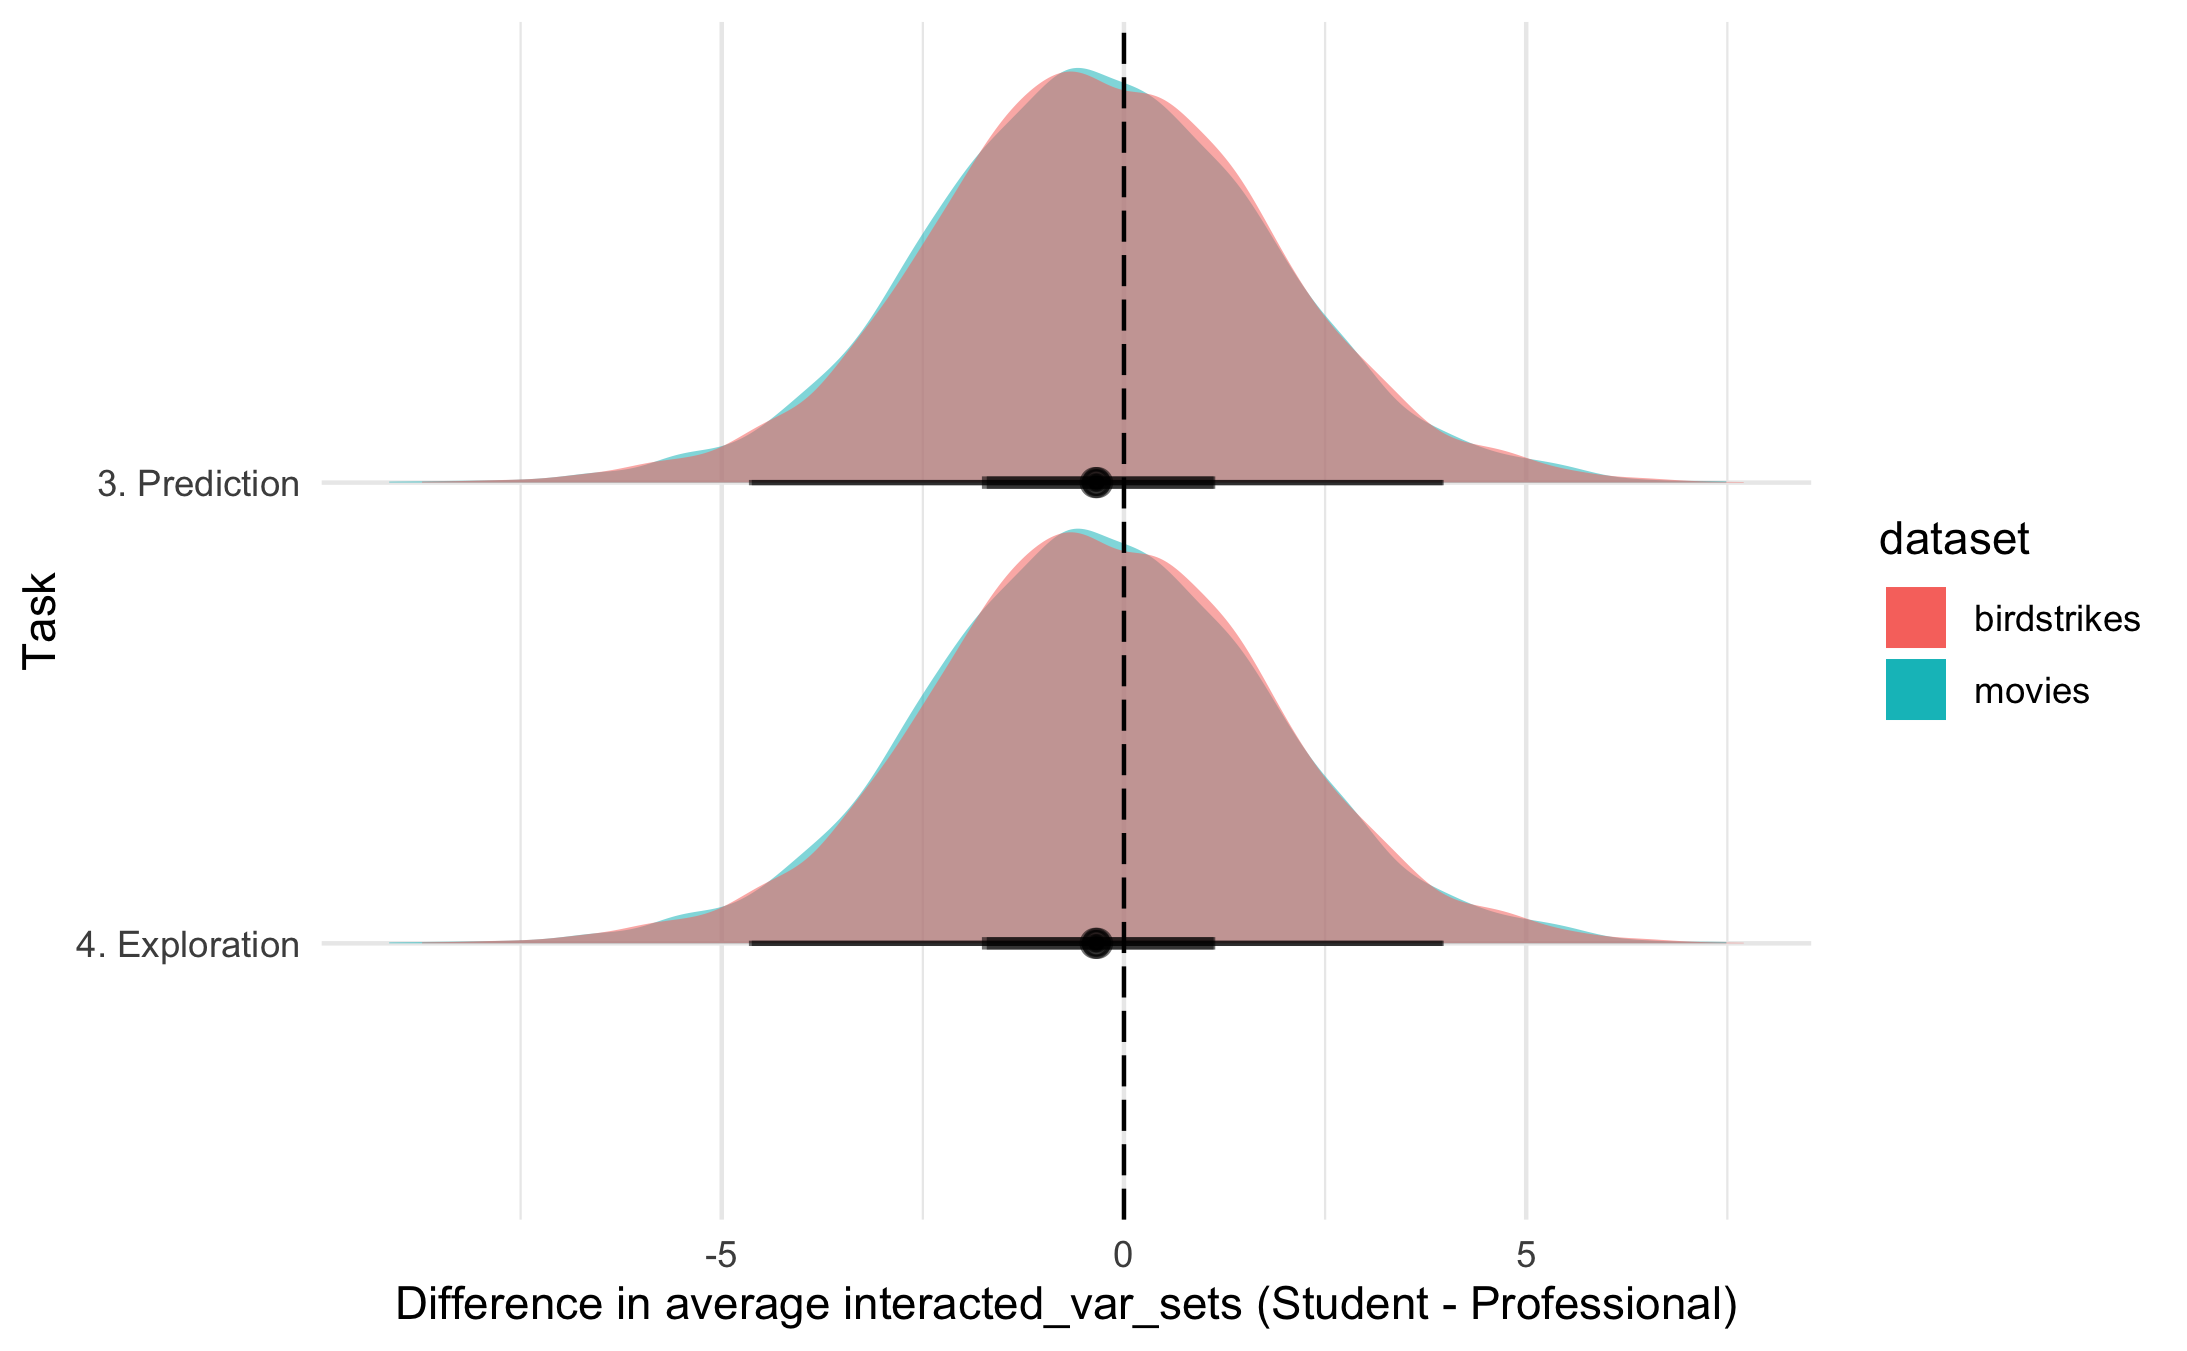 3. Prediction
4. Exploration
Task
-5
0
5
Difference in average interacted_var_sets (Student - Professional)
dataset
birdstrikes
movies